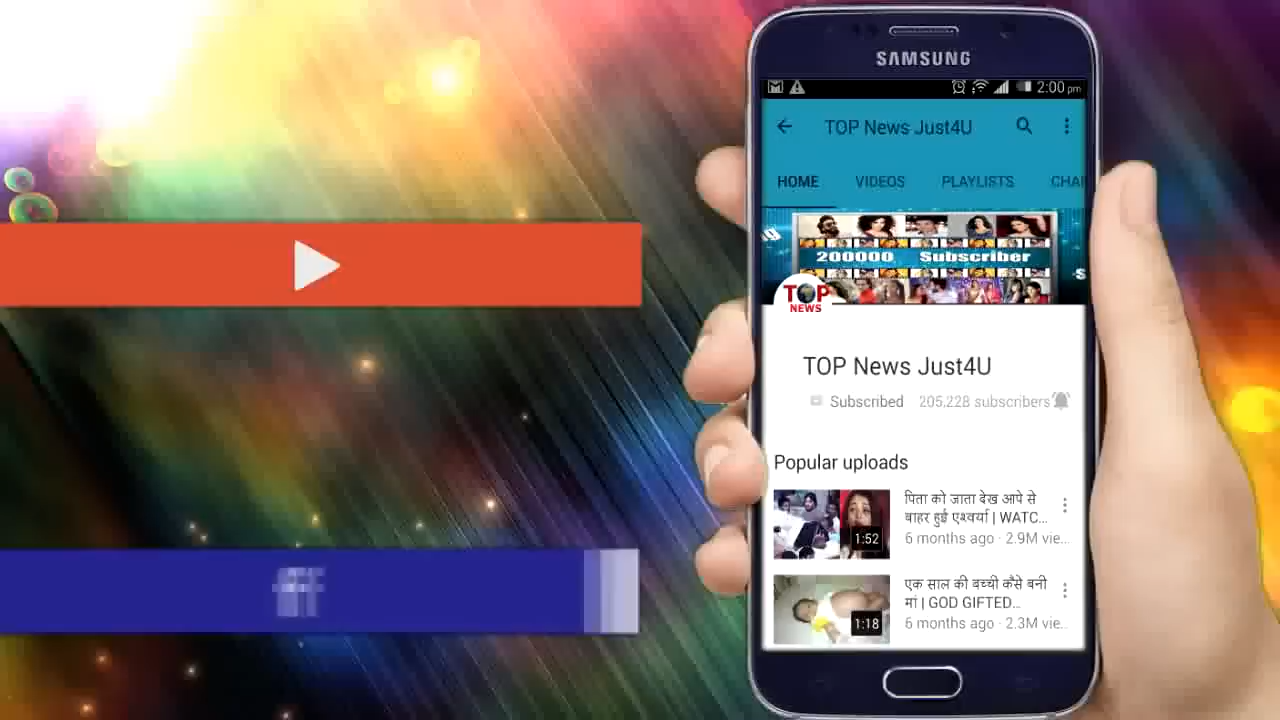 SAMSUNG
2:00 pm
TOP News Just4U
HOME VIDEOS PLAYLISTS CHA
200000 Subscriber
TOP
NEWS
TOP News Just4U
Subscribed 205,228 subscribers
Popular uploads
पिता को जाता देख आपे से
बाहर हुई एश्वर्या | WATC...
6 months ago · 2.9M vie...
1:52
एक साल की बच्ची कैसे बनी
मां | GOD GIFTED...
6 months ago · 2.3M vie..
1:18